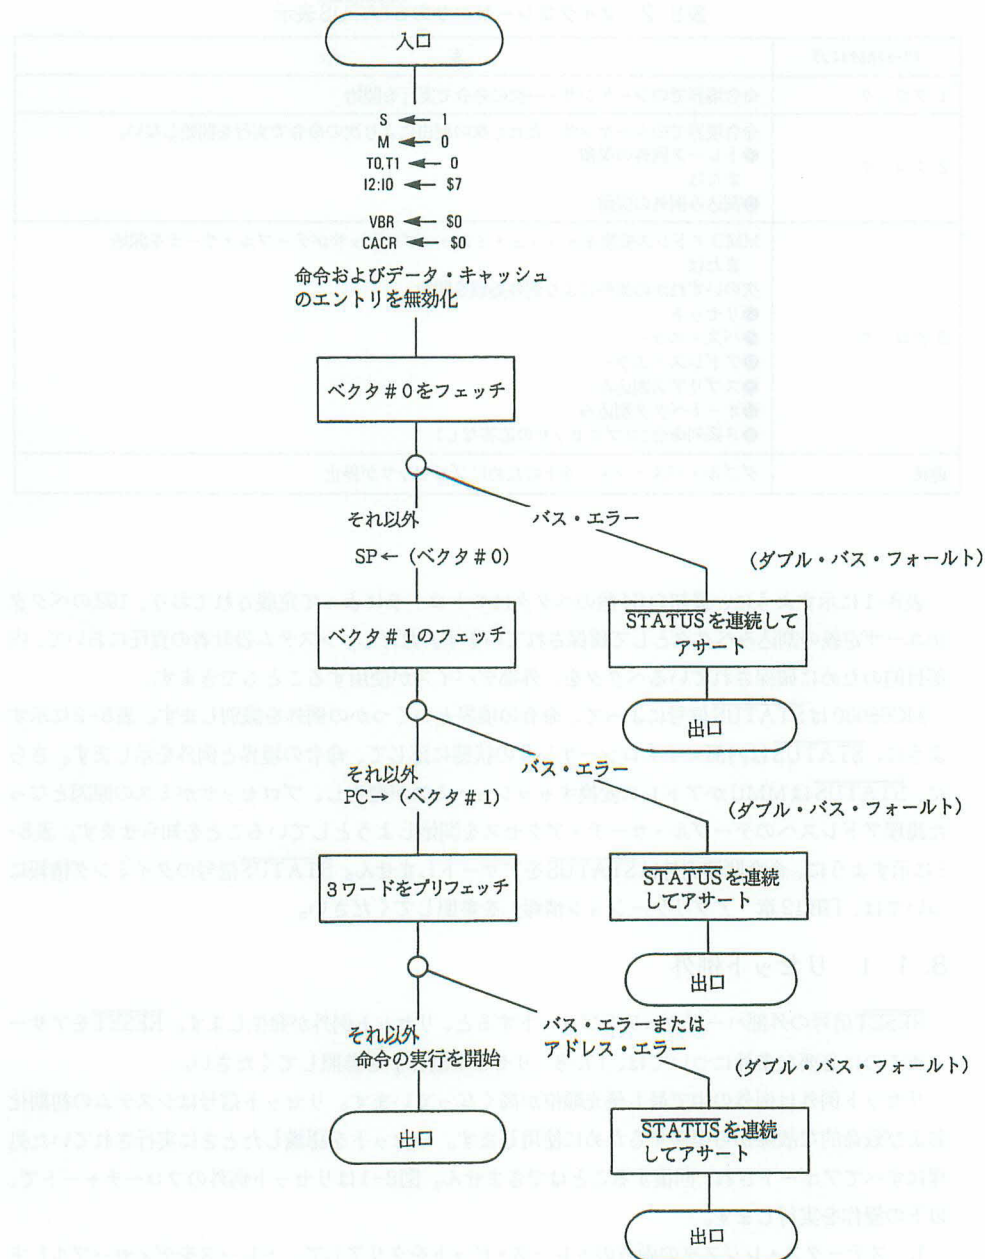 入口
S ← 1
M ← 0
T0,T1 ← 0
I2:I0 ← $7
VBR ← $0
CACR ← $0
命令およびデータ・キャッシュ
のエントリを無効化
ベクタ#0をフェッチ
それ以外
バス・エラー
SP← (ベクタ#0)
(ダブル・バス・フォールト)
ベクタ#1のフェッチ
STATUSを連続して
アサート
出口
それ以外
バス・エラー
PC→ (ベクタ#1)
(ダブル・バス・フォールト)
3ワードをプリフェッチ
STATUSを連続
してアサート
出口
それ以外
命令の実行を開始
バス・エラーまたは
アドレス・エラー
(ダブル・バス・フォールト)
出口
STATUSを連続
してアサート
出口